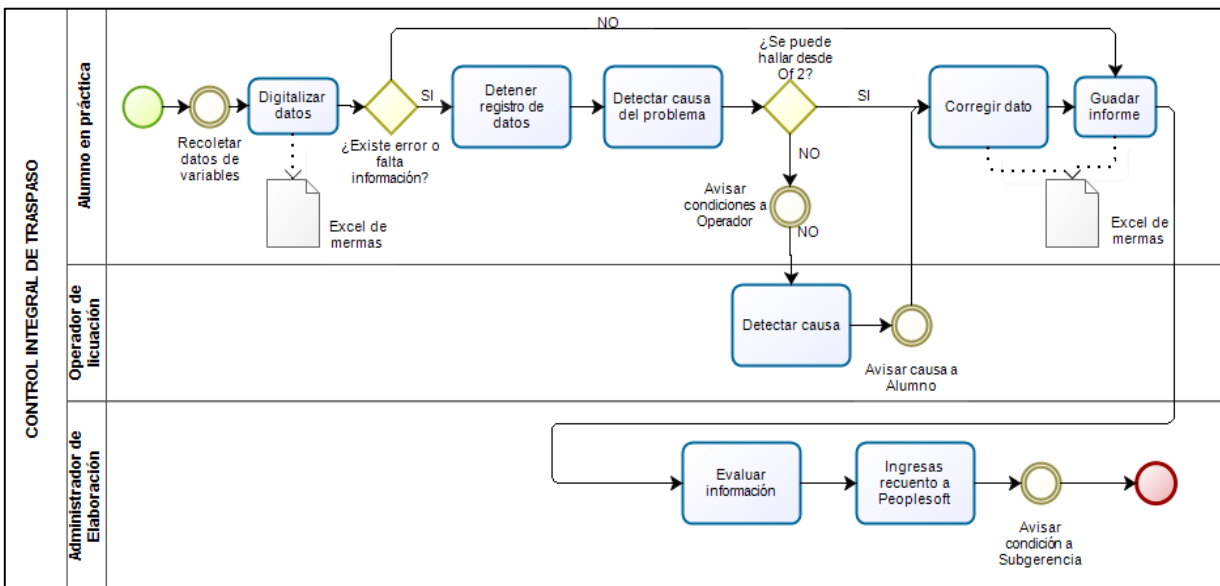 CONTROL INTEGRAL DE TRASPASO
Alumno en práctica
Recoletar
datos de
variables
Digitalizar
datos
Excel de
mermas
¿Existe error o
falta
información?
NO
SI
Detener
registro de
datos
Detectar causa
del problema
¿Se puede
hallar desde
Of 2?
SI
NO
Avisar
condiciones a
Operador
NO
Corregir dato
Guadar
informe
Excel de
mermas
Operador de
licuación
Detectar causa
Avisar causa a
Alumno
Administrador de
Elaboración
Evaluar
información
Ingresas
recuento a
Peoplesoft
Avisar
condición a
Subgerencia